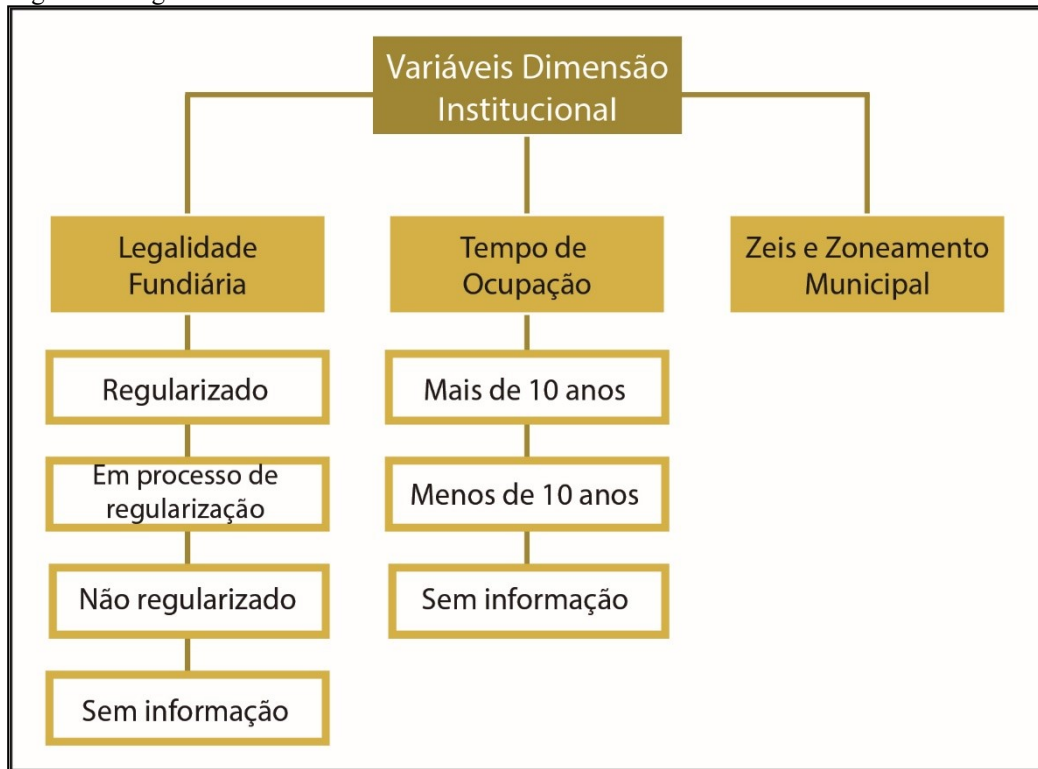 Variáveis Dimensão
Institucional
Legalidade
Fundiária
Regularizado
Em processo de
regularização
Não regularizado
Sem informação
Tempo de
Ocupação
Mais de 10 anos
Menos de 10 anos
Sem informação
Zeis e Zoneamento
Municipal